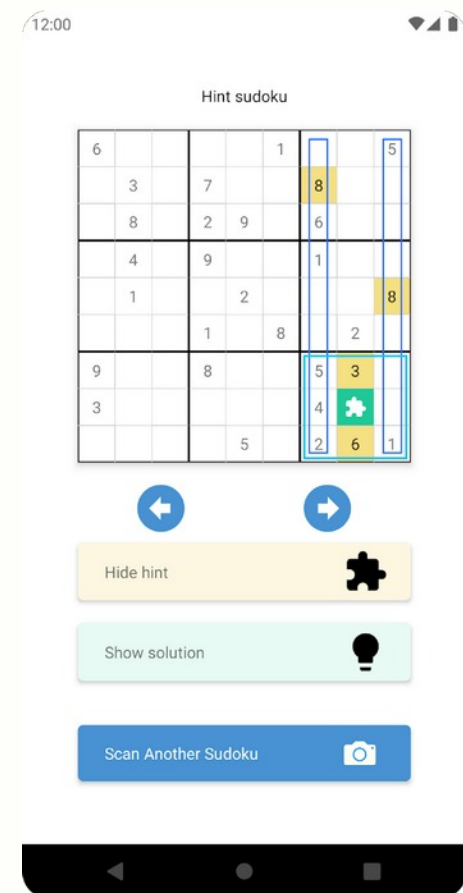 12:00
Hint sudoku
6 1 5
3 7 8
8 2 9 6
4 9 1
1 2 8
1 8 2
9 8 5 3
3 4
5 2 6 1
Hide hint
Show solution
Scan Another Sudoku